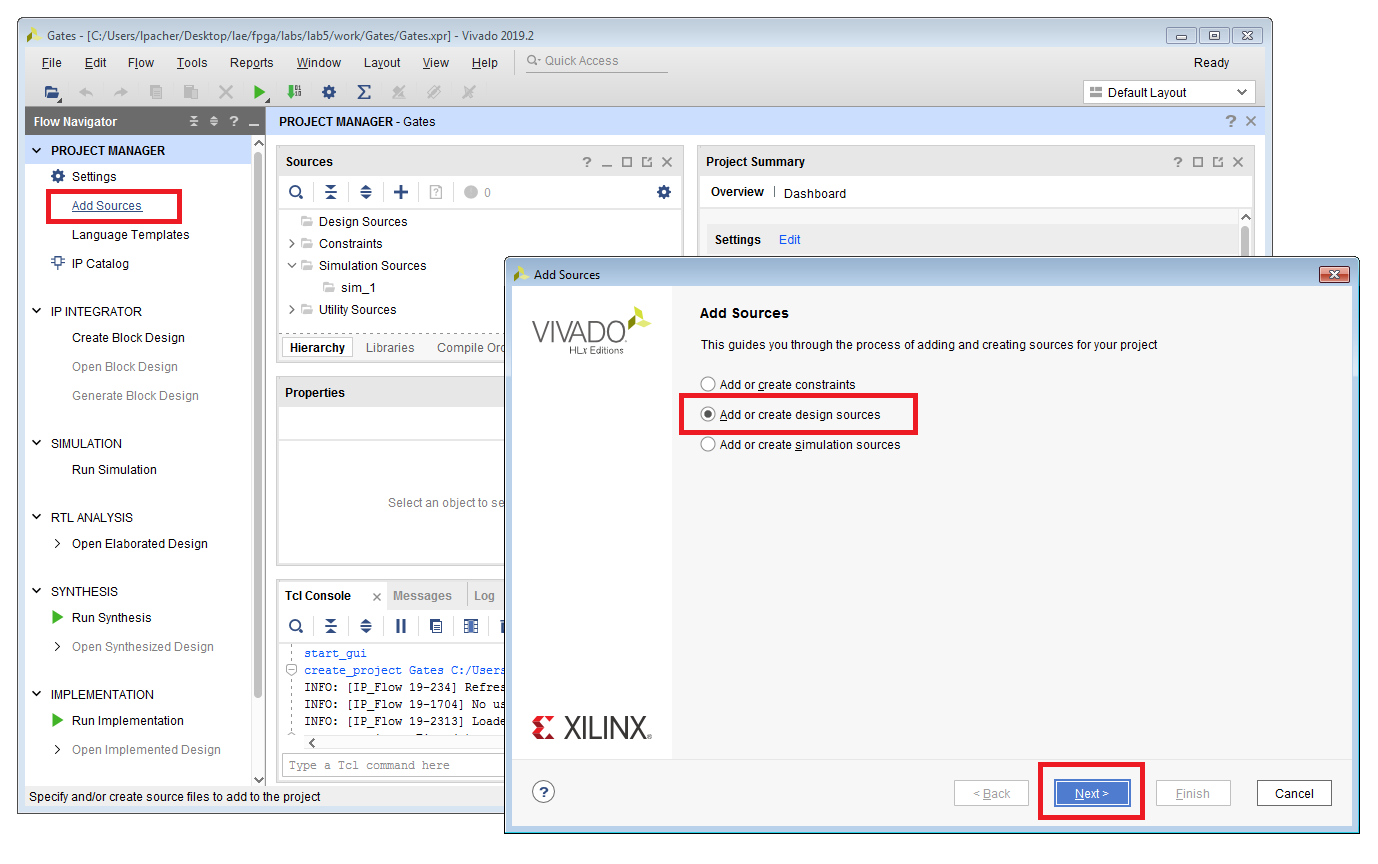 Gates - [C:/Users/lpacher/Desktop/lae/fpga/labs/lab5/work/Gates/Gates.xpr] - Vivado 2019.2
File Edit Flow Tools Reports Window Layout View Help Quick Access Ready
Default Layout
Flow Navigator
PROJECT MANAGER
Settings
Add Sources
Language Templates
IP Catalog
IP INTEGRATOR
Create Block Design
Open Block Design
Generate Block Design
SIMULATION
Run Simulation
RTL ANALYSIS
Open Elaborated Design
SYNTHESIS
Run Synthesis
Open Synthesized Design
IMPLEMENTATION
Run Implementation
Open Implemented Design
Specify and/or create source files to add to the project
PROJECT MANAGER - Gates
Sources
0
Design Sources
Constraints
Simulation Sources
sim_1
Utility Sources
Hierarchy Libraries Compile Ord
Properties
Select an object to se
Tcl Console Messages Log
start_gui
create_project Gates C:/Users
INFO: [IP_Flow 19-234] Refres
INFO: [IP_Flow 19-1704] No us
INFO: [IP_Flow 19-2313] Loade
Type a Tcl command here
Project Summary
Overview Dashboard
Settings Edit
Add Sources
VIVADO
HLx Editions
XILINX
Add Sources
This guides you through the process of adding and creating sources for your project
Add or create constraints
Add or create design sources
Add or create simulation sources
? < Back Next > Finish Cancel